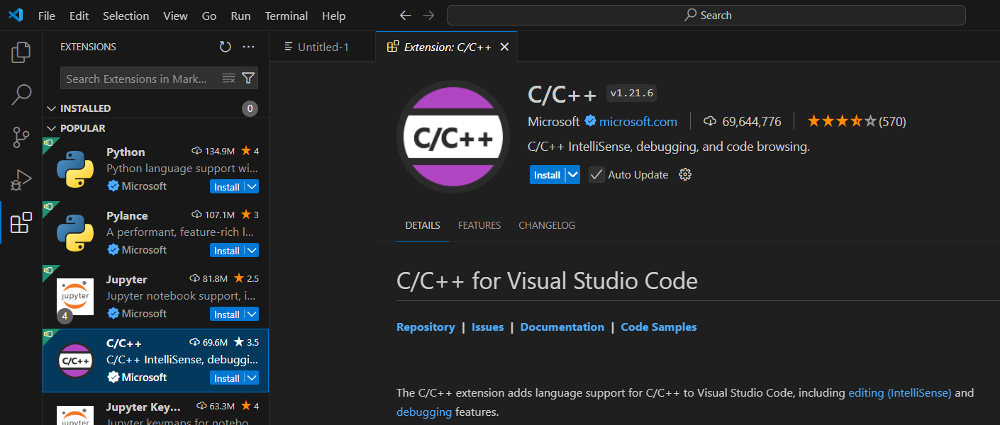 File Edit Selection View Go Run Terminal Help
Search
EXTENSIONS
Search Extensions in Mark...
INSTALLED 0
POPULAR
Python 134.9M 4
Python language support wi...
Microsoft Install
Pylance 107.1M 3
A performant, feature-rich l...
Microsoft Install
Jupyter 81.8M 2.5
Jupyter notebook support, i...
Microsoft Install
jupyter
4
C/C++ 69.6M 3.5
C/C++ IntelliSense, debuggi...
Microsoft Install
C/C++
Jupyter Key... 63.3M 4
Jupyter keymaps for notebo...
jupyter
Untitled-1
Extension: C/C++
C/C++
C/C++ v1.21.6
Microsoft microsoft.com 69,644,776 (570)
C/C++ IntelliSense, debugging, and code browsing.
Install Auto Update
DETAILS FEATURES CHANGELOG
C/C++ for Visual Studio Code
Repository | Issues | Documentation | Code Samples
The C/C++ extension adds language support for C/C++ to Visual Studio Code, including editing (IntelliSense) and
debugging features.